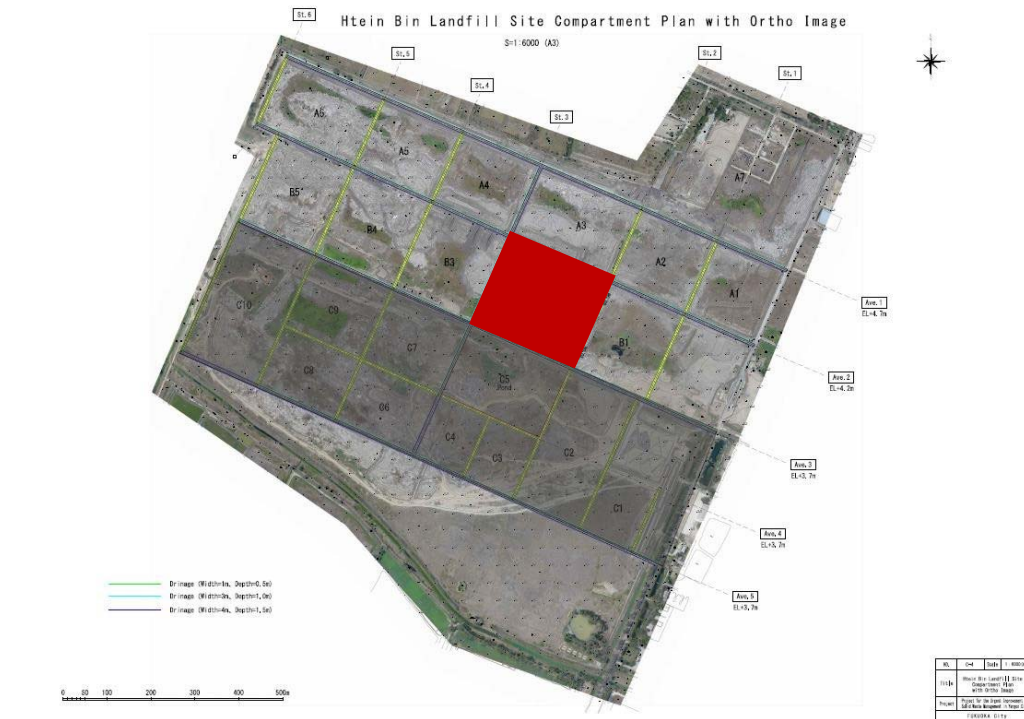 Htein Bin Landfill Site Compartment Plan with Ortho Image
S=1:6000 (A3)
St.6
St.5
St.4
St.3
St.2
St.1
A6
A5
A4
A3
A2
A1
A7
B5
B4
B3
B1
C10
C9
C8
C7
C6
C5
Pond
C4
C3
C2
C1
Ave.1
EL=4.7m
Ave.2
EL=4.2m
Ave.3
EL=3.7m
Ave.4
EL=3.7m
Ave.5
EL=3.7m
Drinage (Width=1m, Depth=0.5m)
Drinage (Width=3m, Depth=1.0m)
Drinage (Width=4m, Depth=1.5m)
0 50 100 200 300 400 500m
NO. Scale
Title Htein Bin Landfill Site
Compartment Plan
with Ortho Image
Project
FUKUOKA City